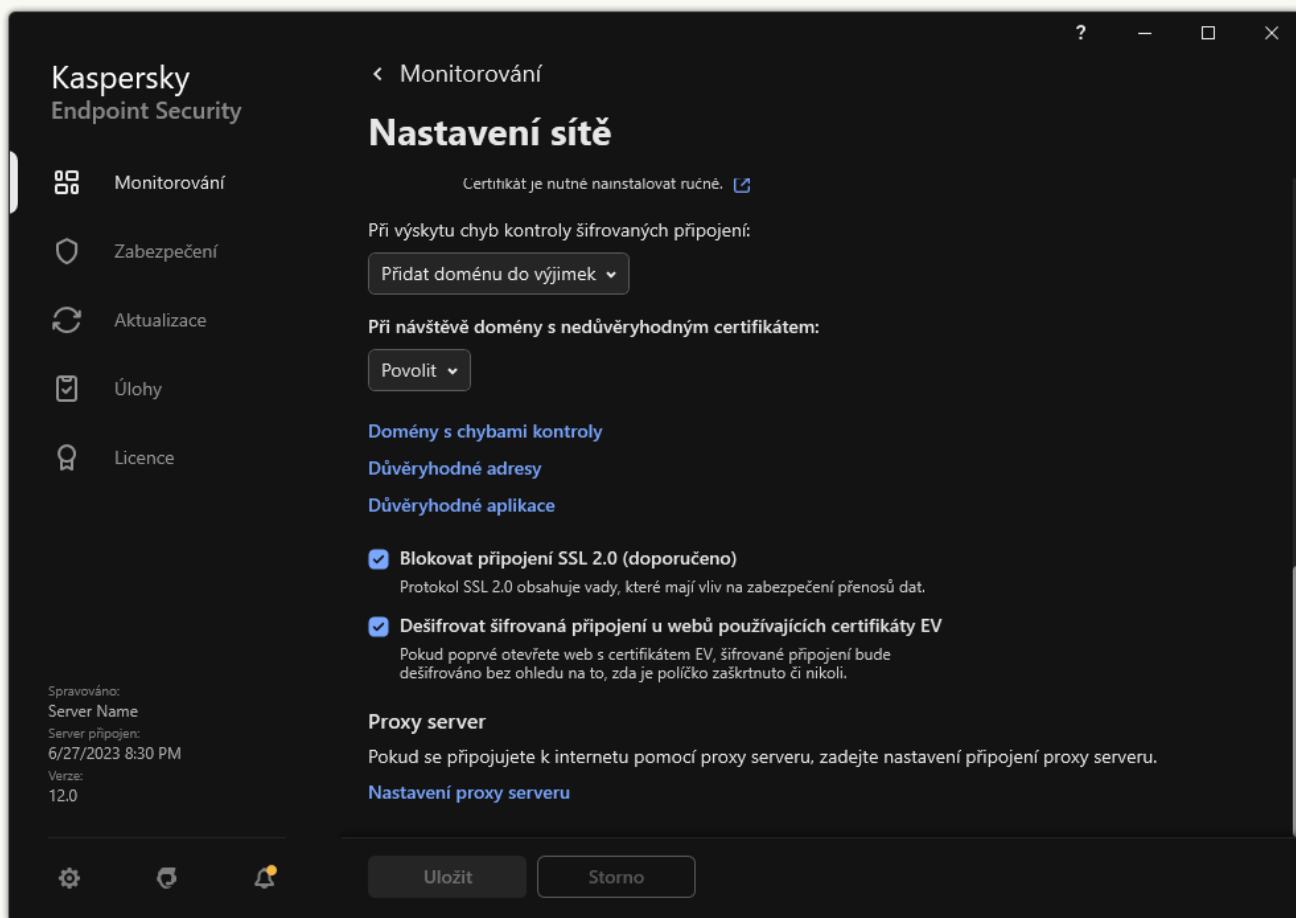 ?
Kaspersky
Endpoint Security
Monitorování
Zabezpečení
Aktualizace
Úlohy
Licence
Spravováno:
Server Name
Server připojen:
6/27/2023 8:30 PM
Verze:
12.0
Monitorování
Nastavení sítě
Certifikát je nutné nainstalovat ručně.
Při výskytu chyb kontroly šifrovaných připojení:
Přidat doménu do výjimek
Při návštěvě domény s nedůvěryhodným certifikátem:
Povolit
Domény s chybami kontroly
Důvěryhodné adresy
Důvěryhodné aplikace
Blokovat připojení SSL 2.0 (doporučeno)
Protokol SSL 2.0 obsahuje vady, které mají vliv na zabezpečení přenosů dat.
Dešifrovat šifrovaná připojení u webů používajících certifikáty EV
Pokud poprvé otevřete web s certifikátem EV, šifrované připojení bude
dešifrováno bez ohledu na to, zda je políčko zaškrtnuto či nikoli.
Proxy server
Pokud se připojujete k internetu pomocí proxy serveru, zadejte nastavení připojení proxy serveru.
Nastavení proxy serveru
Uložit
Storno